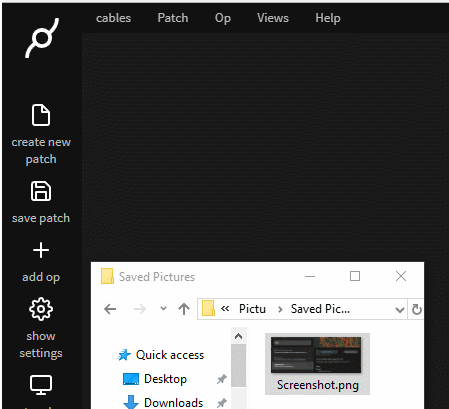 cables Patch Op Views Help
create new
patch
save patch
add op
show
settings
Saved Pictures
« Pictu > Saved Pic...
Quick access
Desktop
Downloads
Screenshot.png